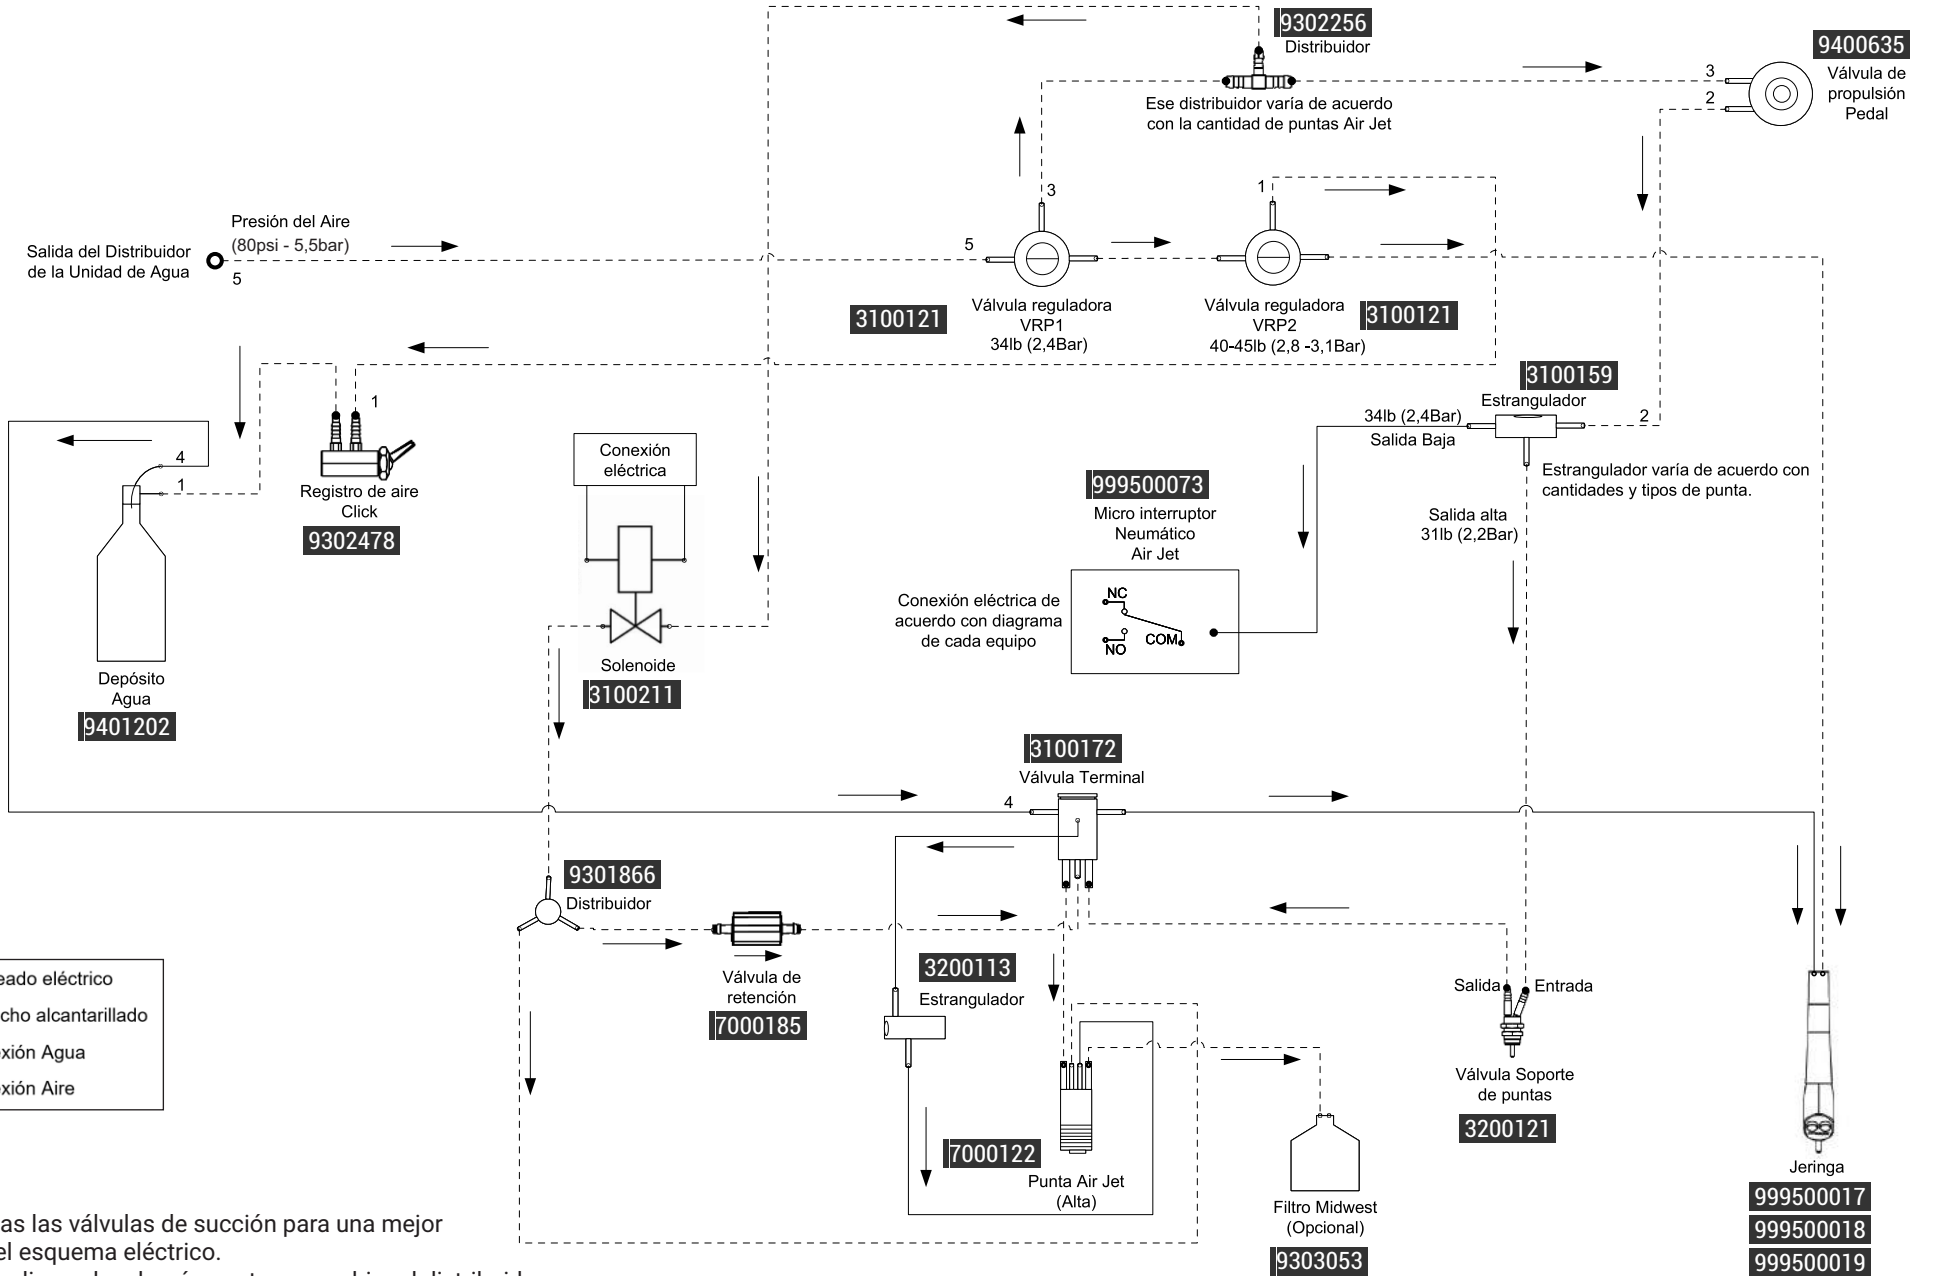 9302256
Distribuidor
Ese distribuidor varía de acuerdo
con la cantidad de puntas Air Jet
9400635
Válvula de
propulsión
Pedal
3
2
Salida del Distribuidor
de la Unidad de Agua
Presión del Aire
(80psi - 5,5bar)
5
5
3
1
3100121
Válvula reguladora
VRP1
34lb (2,4Bar)
Válvula reguladora
VRP2
40-45lb (2,8 -3,1Bar)
3100121
3100159
Estrangulador
34lb (2,4Bar)
Salida Baja
2
Estrangulador varía de acuerdo con
cantidades y tipos de punta.
Salida alta
31lb (2,2Bar)
4
1
1
Registro de aire
Click
9302478
Conexión
eléctrica
Solenoide
3100211
999500073
Micro interruptor
Neumático
Air Jet
Conexión eléctrica de
acuerdo con diagrama
de cada equipo
NC
COM
NO
Depósito
Agua
9401202
3100172
Válvula Terminal
4
9301866
Distribuidor
Válvula de
retención
7000185
3200113
Estrangulador
7000122
Punta Air Jet
(Alta)
Filtro Midwest
(Opcional)
9303053
Salida
Entrada
Válvula Soporte
de puntas
3200121
Jeringa
999500017
999500018
999500019
eado eléctrico
cho alcantarillado
exión Agua
exión Aire
as las válvulas de succión para una mejor
el esquema eléctrico.